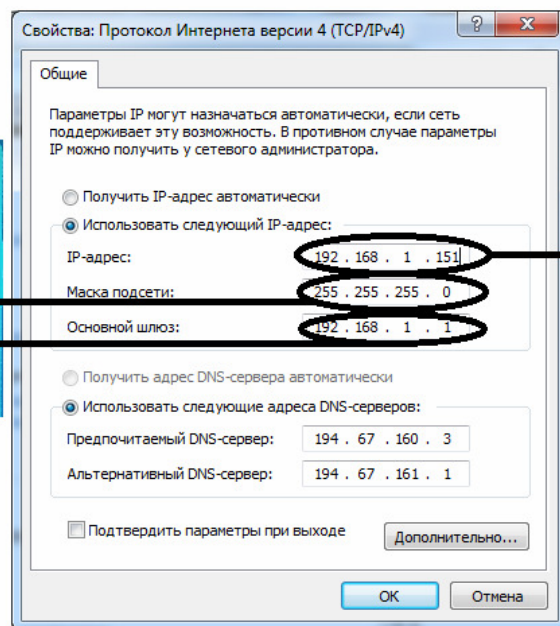 Свойства: Протокол Интернета версии 4 (TCP/IPv4)
Общие
Параметры IP могут назначаться автоматически, если сеть
поддерживает эту возможность. В противном случае параметры
IP можно получить у сетевого администратора.
Получить IP-адрес автоматически
Использовать следующий IP-адрес:
IP-адрес: 192 . 168 . 1 . 151
Маска подсети: 255 . 255 . 255 . 0
Основной шлюз: 192 . 168 . 1 . 1
Получить адрес DNS-сервера автоматически
Использовать следующие адреса DNS-серверов:
Предпочитаемый DNS-сервер: 194 . 67 . 160 . 3
Альтернативный DNS-сервер: 194 . 67 . 161 . 1
Подтвердить параметры при выходе
Дополнительно...
ОК Отмена